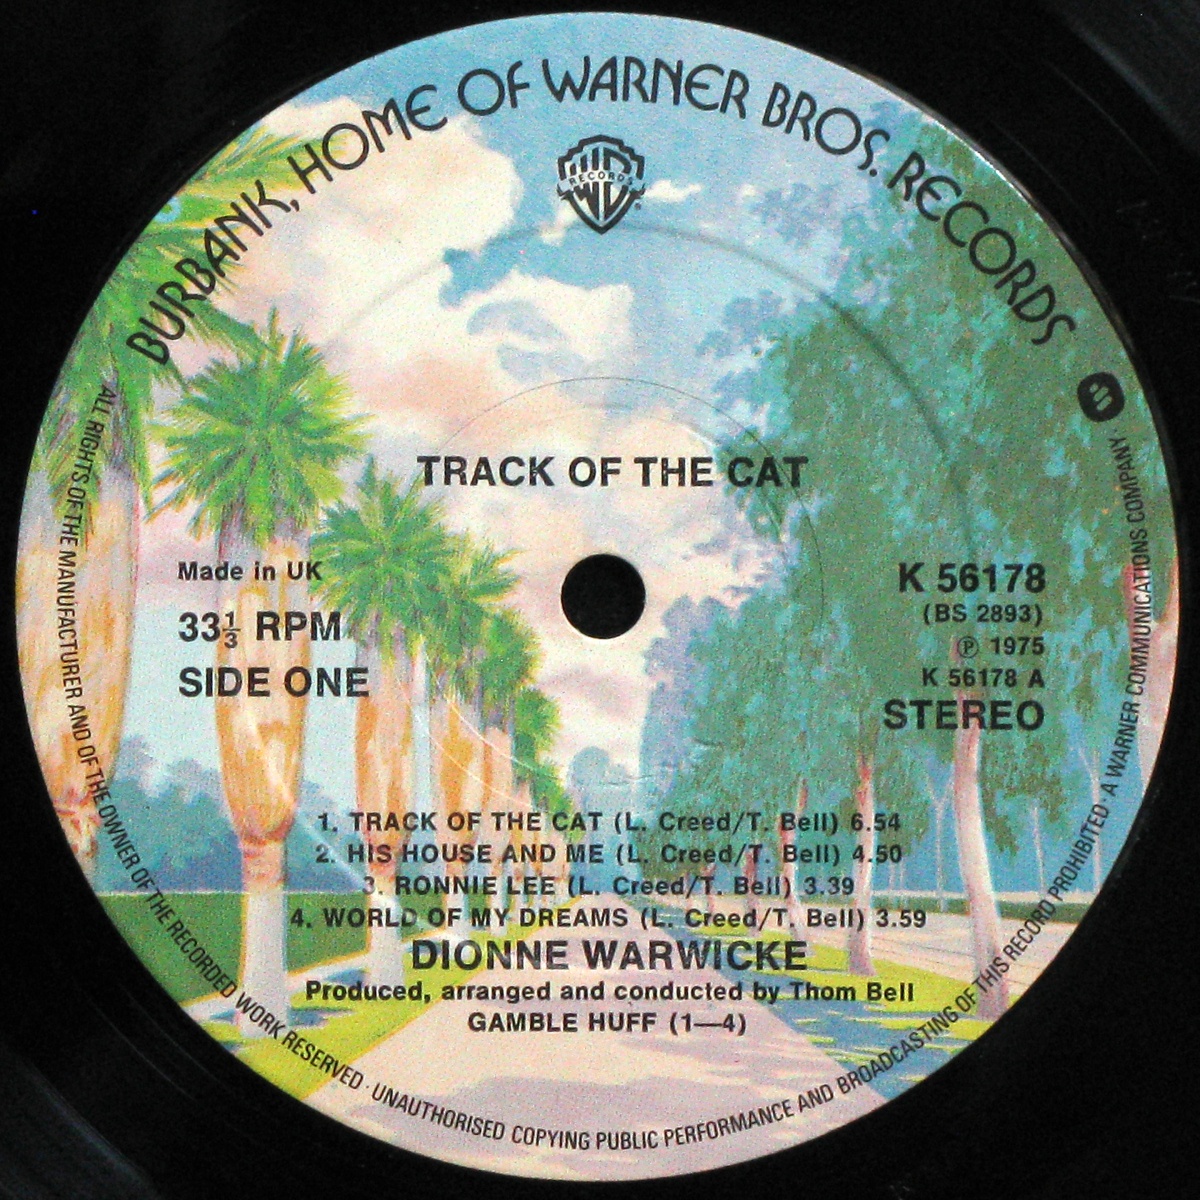 BURBANK, HOME OF WARNER BROS. RECORDS
RECORDS
TRACK OF THE CAT
Made in UK
33⅓ RPM
SIDE ONE
K 56178
(BS 2893)
℗ 1975
K 56178 A
STEREO
1. TRACK OF THE CAT (L. Creed/T. Bell) 6.54
2. HIS HOUSE AND ME (L. Creed/T. Bell) 4.50
3. RONNIE LEE (L. Creed/T. Bell) 3.39
4. WORLD OF MY DREAMS (L. Creed/T. Bell) 3.59
DIONNE WARWICKE
Produced, arranged and conducted by Thom Bell
GAMBLE HUFF (1—4)
ALL RIGHTS OF THE MANUFACTURER AND OF THE OWNER OF THE RECORDED WORK RESERVED · UNAUTHORISED COPYING PUBLIC PERFORMANCE AND BROADCASTING OF THIS RECORD PROHIBITED · A WARNER COMMUNICATIONS COMPANY ·